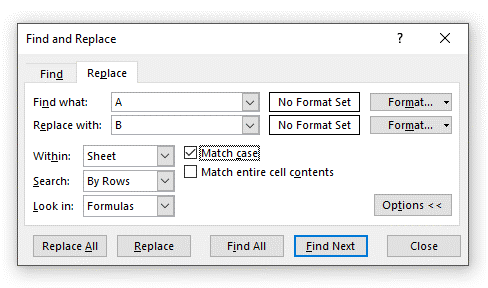 Find and Replace ? ×
Find Replace
Find what: A No Format Set Format...
Replace with: B No Format Set Format...
Within: Sheet Match case
Search: By Rows Match entire cell contents
Look in: Formulas Options <<
Replace All Replace Find All Find Next Close